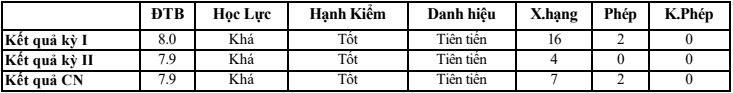 ĐTB Học Lực Hạnh Kiểm Danh hiệu X.hạng Phép K.Phép
Kết quả kỳ I 8.0 Khá Tốt Tiên tiến 16 2 0
Kết quả kỳ II 7.9 Khá Tốt Tiên tiến 4 0 0
Kết quả CN 7.9 Khá Tốt Tiên tiến 7 2 0